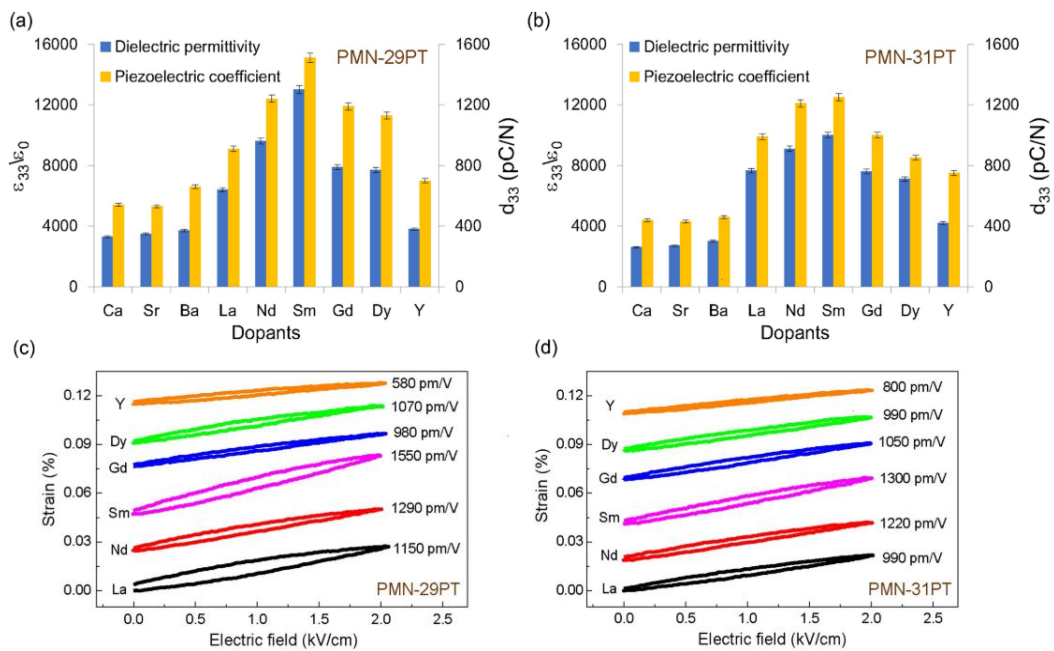 (a)
16000
12000
8000
4000
0
ε33\ε0
Dielectric permittivity
Piezoelectric coefficient
PMN-29PT
1600
1200
800
400
0
d33 (pC/N)
Ca Sr Ba La Nd Sm Gd Dy Y
Dopants
(b)
16000
12000
8000
4000
0
ε33\ε0
Dielectric permittivity
Piezoelectric coefficient
PMN-31PT
1600
1200
800
400
0
d33 (pC/N)
Ca Sr Ba La Nd Sm Gd Dy Y
Dopants
(c)
0.12
0.09
0.06
0.03
0.00
Strain (%)
Y 580 pm/V
Dy 1070 pm/V
Gd 980 pm/V
Sm 1550 pm/V
Nd 1290 pm/V
La 1150 pm/V
PMN-29PT
0.0 0.5 1.0 1.5 2.0 2.5
Electric field (kV/cm)
(d)
0.12
0.09
0.06
0.03
0.00
Strain (%)
Y 800 pm/V
Dy 990 pm/V
Gd 1050 pm/V
Sm 1300 pm/V
Nd 1220 pm/V
La 990 pm/V
PMN-31PT
0.0 0.5 1.0 1.5 2.0 2.5
Electric field (kV/cm)